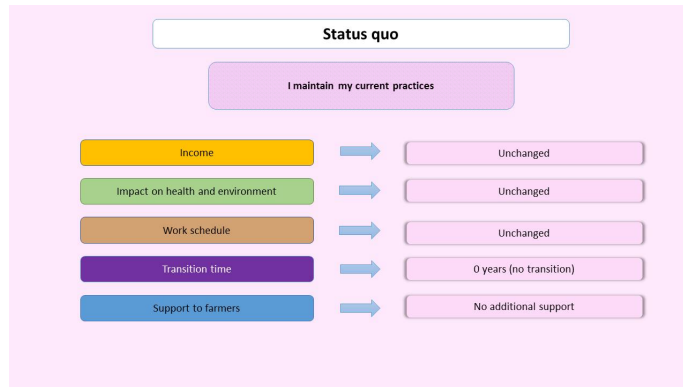 Status quo
I maintain my current practices
Income
Unchanged
Impact on health and environment
Unchanged
Work schedule
Unchanged
Transition time
0 years (no transition)
Support to farmers
No additional support